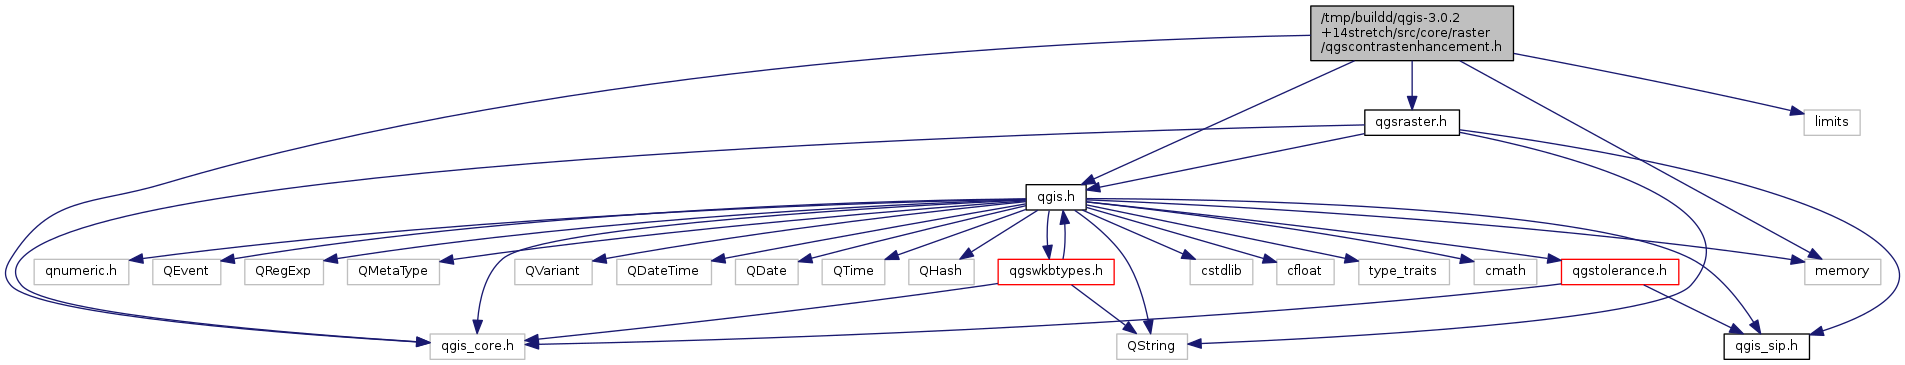 /tmp/buildd/qgis-3.0.2
+14stretch/src/core/raster
/qgscontrastenhancement.h
qgsraster.h
limits
qgis.h
qnumeric.h
QEvent
QRegExp
QMetaType
QVariant
QDateTime
QDate
QTime
QHash
qgswkbtypes.h
cstdlib
cfloat
type_traits
cmath
qgstolerance.h
memory
qgis_core.h
QString
qgis_sip.h